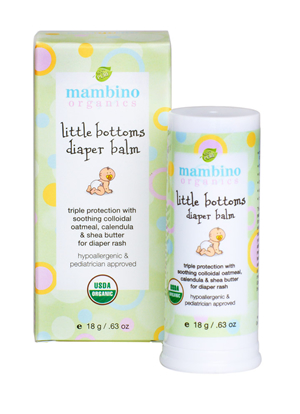 mambino
organics
little bottoms
diaper balm
triple protection with
soothing colloidal
oatmeal, calendula
& shea butter
for diaper rash
hypoallergenic &
pediatrician approved
USDA
ORGANIC
e 18 g / .63 oz
mambino
organics
little bottoms
diaper balm
triple protection with
soothing colloidal oatmeal,
calendula & shea butter
for diaper rash
hypoallergenic &
pediatrician approved
USDA
ORGANIC
e 18 g / .63 oz